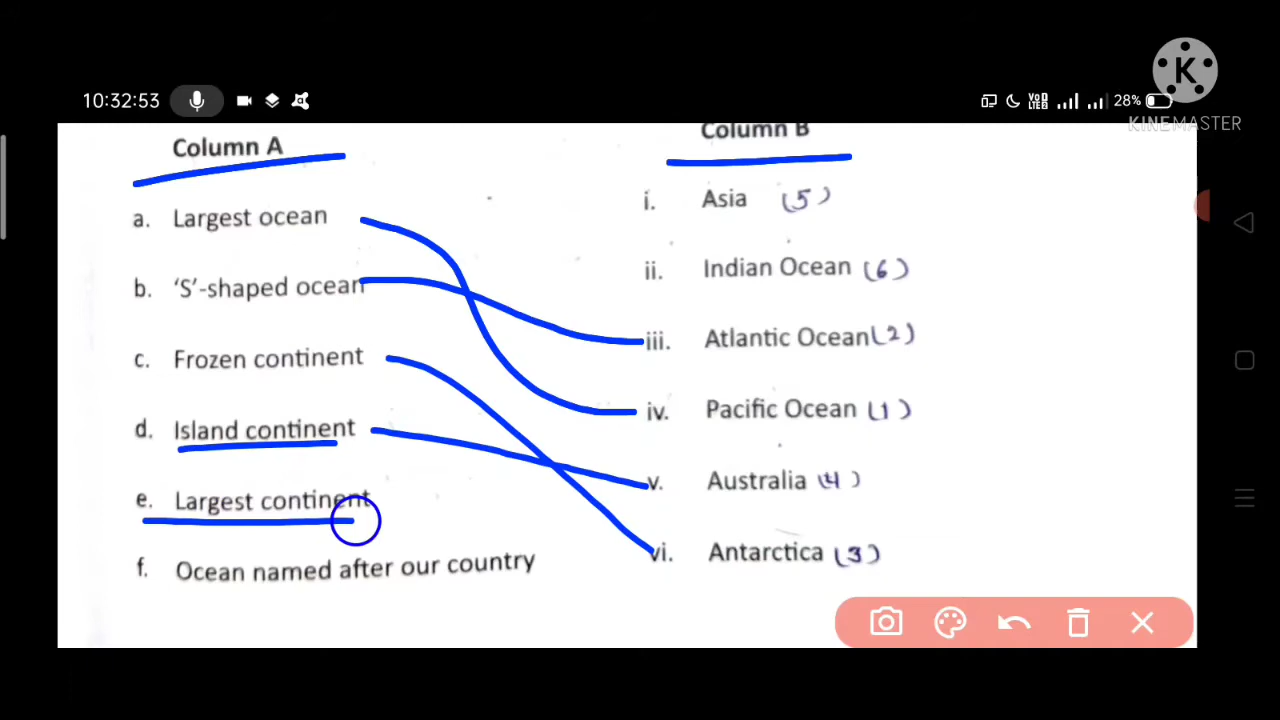 10:32:53
Vo
LTE
28%
K
KINEMASTER
Column A
Column B
a. Largest ocean
i. Asia (5)
b. ‘S’-shaped ocean
ii. Indian Ocean (6)
c. Frozen continent
iii. Atlantic Ocean (2)
d. Island continent
iv. Pacific Ocean (1)
e. Largest continent
v. Australia (4)
f. Ocean named after our country
vi. Antarctica (3)